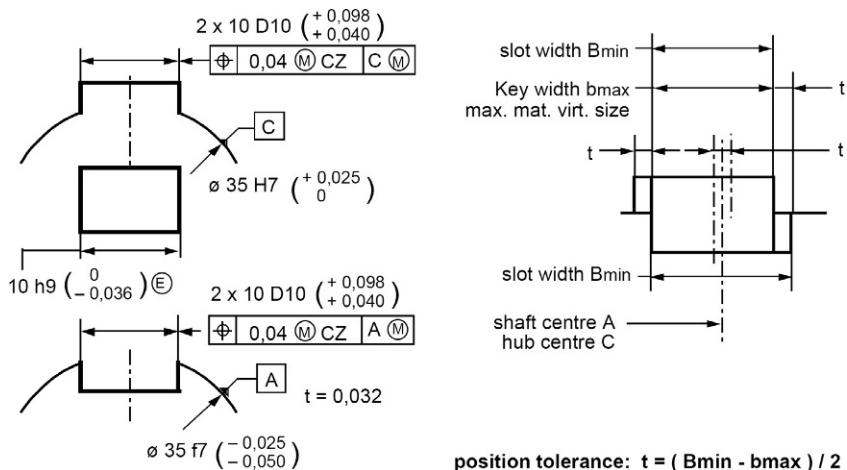 2 x 10 D10 ( + 0,098 + 0,040 )
⌖ 0,04 Ⓜ CZ C Ⓜ
C
ø 35 H7 ( + 0,025 0 )
10 h9 ( 0 – 0,036 ) Ⓔ
2 x 10 D10 ( + 0,098 + 0,040 )
⌖ 0,04 Ⓜ CZ A Ⓜ
A
t = 0,032
ø 35 f7 ( – 0,025 – 0,050 )
slot width Bmin
Key width bmax
max. mat. virt. size
t
t
t
slot width Bmin
shaft centre A
hub centre C
position tolerance: t = ( Bmin - bmax ) / 2